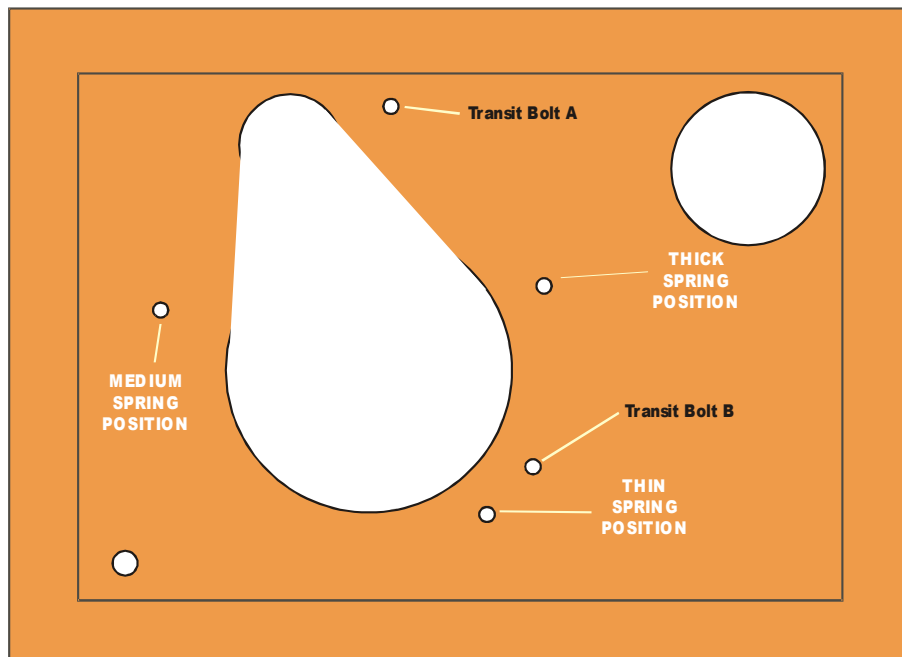 Transit Bolt A
THICK
SPRING
POSITION
MEDIUM
SPRING
POSITION
Transit Bolt B
THIN
SPRING
POSITION